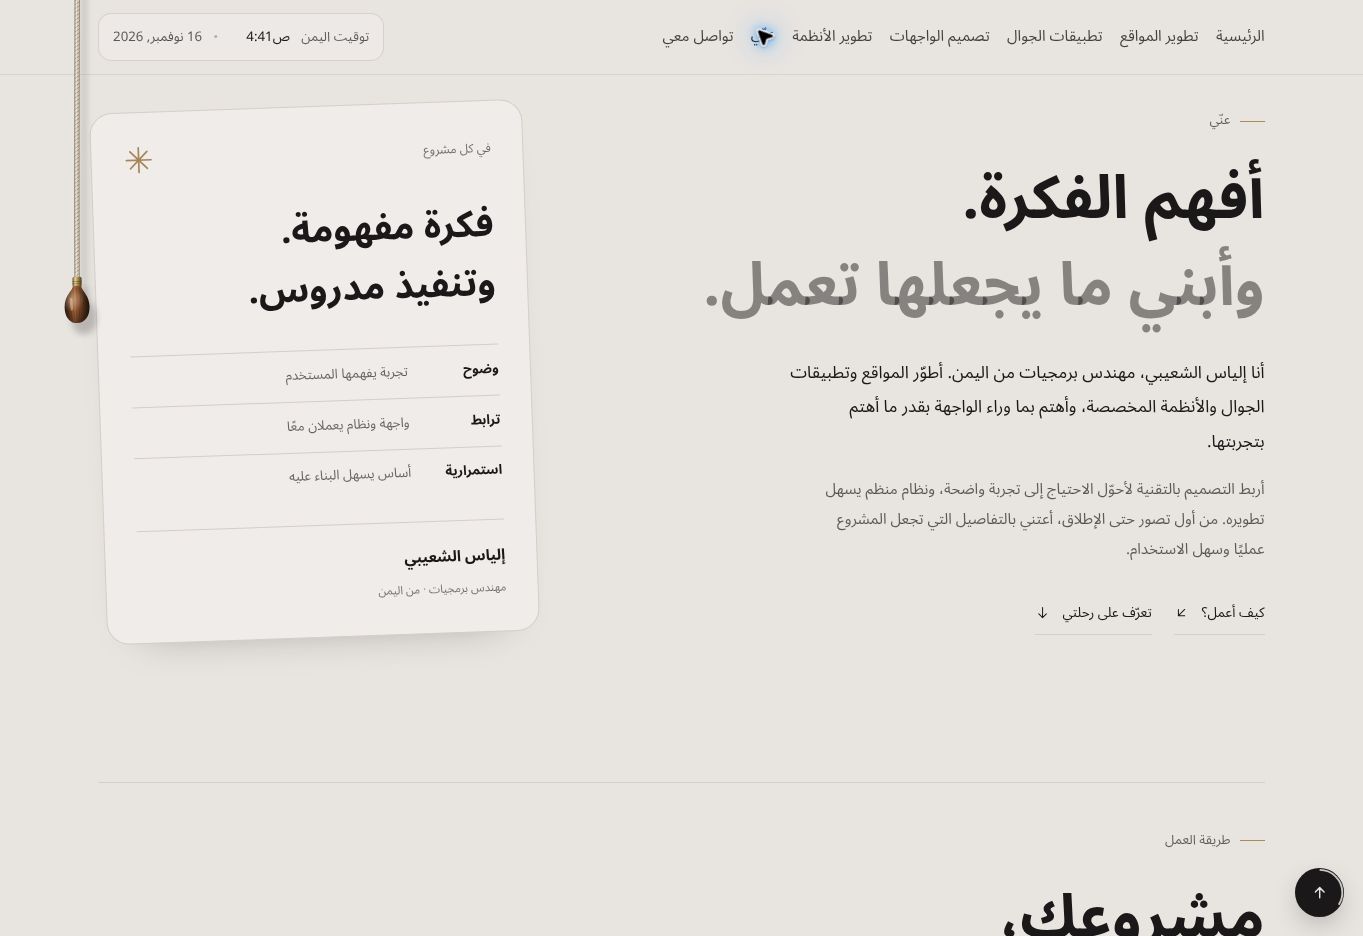 الرئيسية
تطوير المواقع
تطبيقات الجوال
تصميم الواجهات
تطوير الأنظمة
تواصل معي
توقيت اليمن 4:41ص • 16 نوفمبر, 2026
عنّي
أفهم الفكرة.
وأبني ما يجعلها تعمل.
أنا إلياس الشعيبي، مهندس برمجيات من اليمن. أطوّر المواقع وتطبيقات
الجوال والأنظمة المخصصة، وأهتم بما وراء الواجهة بقدر ما أهتم
بتجربتها.
أربط التصميم بالتقنية لأحوّل الاحتياج إلى تجربة واضحة، ونظام منظم يسهل
تطويره. من أول تصور حتى الإطلاق، أعتني بالتفاصيل التي تجعل المشروع
عمليًا وسهل الاستخدام.
كيف أعمل؟
تعرّف على رحلتي
في كل مشروع
فكرة مفهومة.
وتنفيذ مدروس.
وضوح تجربة يفهمها المستخدم
ترابط واجهة ونظام يعملان معًا
استمرارية أساس يسهل البناء عليه
إلياس الشعيبي
مهندس برمجيات · من اليمن
طريقة العمل
مشروعك،